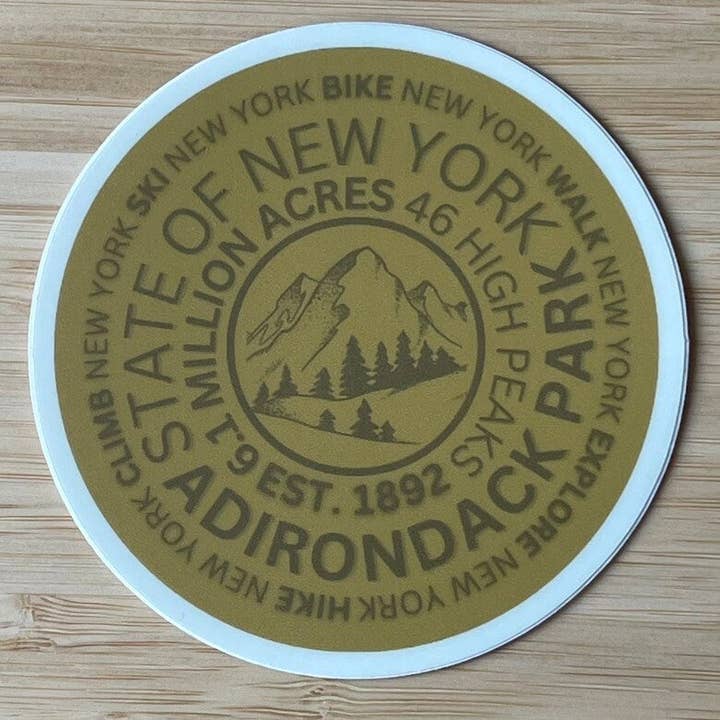 BIKE NEW YORK WALK NEW YORK EXPLORE NEW YORK HIKE NEW YORK CLIMB NEW YORK SKI NEW YORK
STATE OF NEW YORK
ADIRONDACK PARK
6.1 MILLION ACRES
46 HIGH PEAKS
EST. 1892